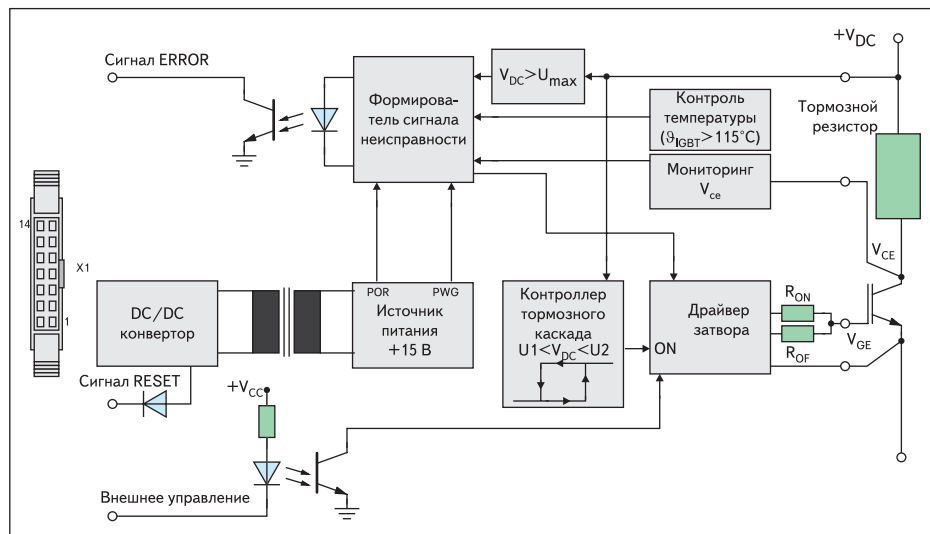 +V_DC
Сигнал ERROR
V_DC>U_max
Формирова-
тель сигнала
неисправности
Контроль
температуры
(ϑ_IGBT>115°C)
Тормозной
резистор
Мониторинг
V_ce
14
X1
1
V_CE
DC/DC
конвертор
POR
PWG
Источник
питания
+15 В
Контроллер
тормозного
каскада
U1<V_DC<U2
Драйвер
затвора
ON
R_ON
V_GE
R_OF
Сигнал RESET
+V_CC
Внешнее управление